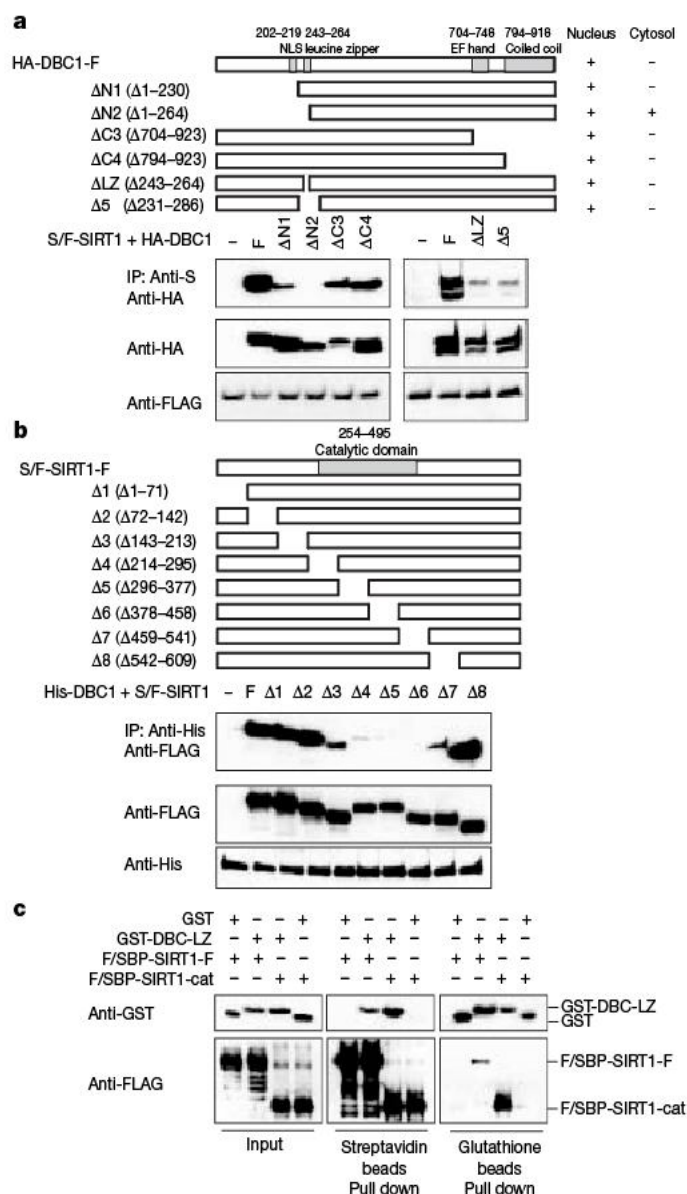 a
202–219 243–264 704–748 794–918 Nucleus Cytosol
NLS leucine zipper EF hand Coiled coil
HA-DBC1-F + –
ΔN1 (Δ1–230) + –
ΔN2 (Δ1–264) + +
ΔC3 (Δ704–923) + –
ΔC4 (Δ794–923) + –
ΔLZ (Δ243–264) + –
Δ5 (Δ231–286) + –
S/F-SIRT1 + HA-DBC1 – F ΔN1 ΔN2 ΔC3 ΔC4 – F ΔLZ Δ5
IP: Anti-S
Anti-HA
Anti-HA
Anti-FLAG
b
254–495
Catalytic domain
S/F-SIRT1-F
Δ1 (Δ1–71)
Δ2 (Δ72–142)
Δ3 (Δ143–213)
Δ4 (Δ214–295)
Δ5 (Δ296–377)
Δ6 (Δ378–458)
Δ7 (Δ459–541)
Δ8 (Δ542–609)
His-DBC1 + S/F-SIRT1 – F Δ1 Δ2 Δ3 Δ4 Δ5 Δ6 Δ7 Δ8
IP: Anti-His
Anti-FLAG
Anti-FLAG
Anti-His
c
GST + – – + + – – + + – – +
GST-DBC-LZ – + + – – + + – – + + –
F/SBP-SIRT1-F + + – – + + – – + + – –
F/SBP-SIRT1-cat – – + + – – + + – – + +
Anti-GST GST-DBC-LZ
GST
Anti-FLAG F/SBP-SIRT1-F
F/SBP-SIRT1-cat
Input Streptavidin Glutathione
beads beads
Pull down Pull down